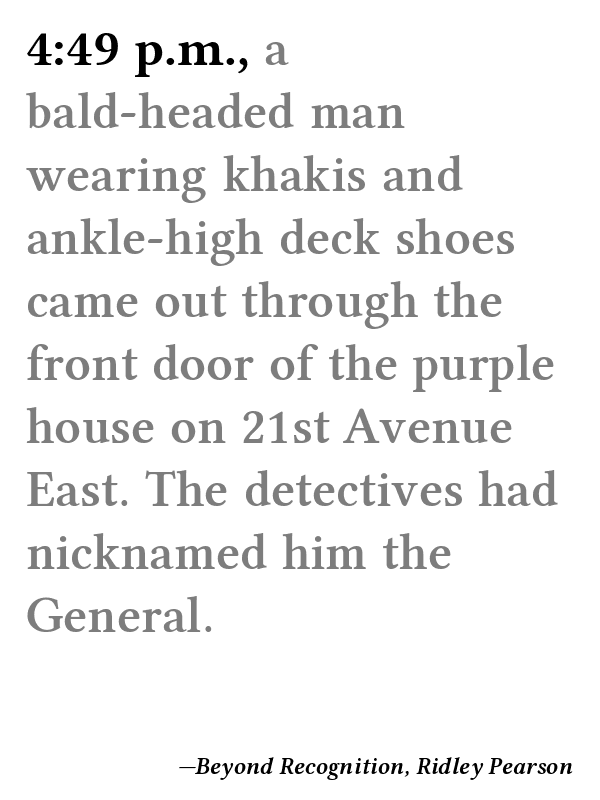 4:49 p.m., a
bald-headed man
wearing khakis and
ankle-high deck shoes
came out through the
front door of the purple
house on 21st Avenue
East. The detectives had
nicknamed him the
General.
—Beyond Recognition, Ridley Pearson